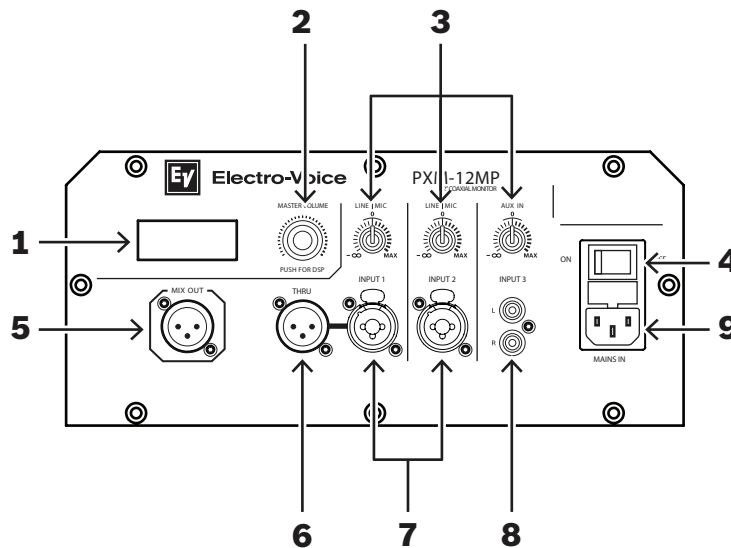 2
3
EV Electro-Voice
PXM-12MP
COAXIAL MONITOR
MASTER VOLUME
LINE MIC
LINE MIC
AUX IN
0
0
0
1
PUSH FOR DSP
-∞ MAX
-∞ MAX
-∞ MAX
ON
4
MIX OUT
THRU
INPUT 1
INPUT 2
INPUT 3
L
5
9
R
MAINS IN
6
7
8